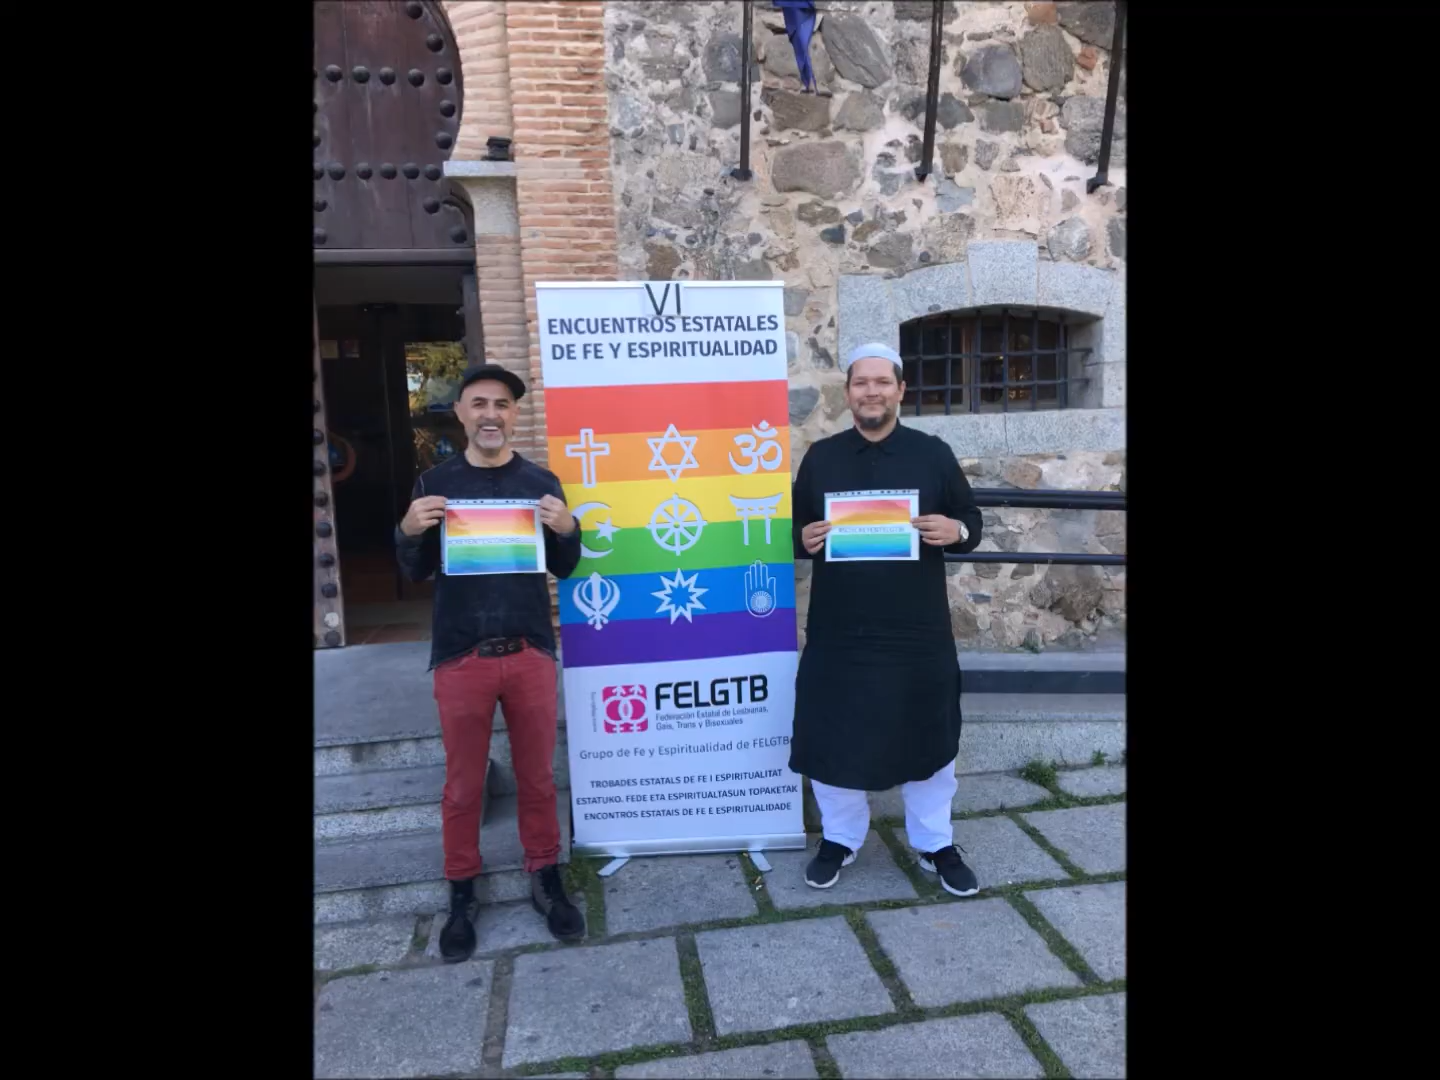 VI
ENCUENTROS ESTATALES
DE FE Y ESPIRITUALIDAD
FELGTB
Federación Estatal de Lesbianas,
Gais, Trans y Bisexuales
Grupo de Fe y Espiritualidad de FELGTB
TROBADES ESTATALS DE FE I ESPIRITUALITAT
ESTATUKO. FEDE ETA ESPIRITUALTASUN TOPAKETAK
ENCONTROS ESTATAIS DE FE E ESPIRITUALIDADE